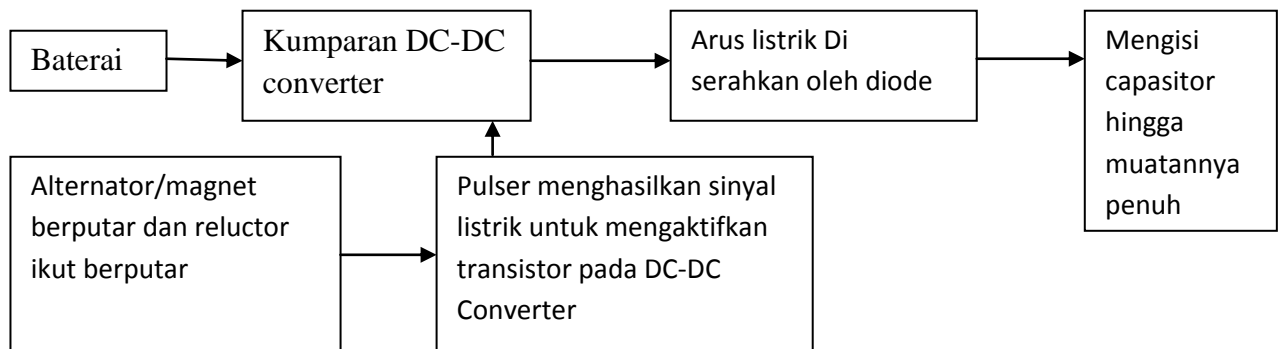 Baterai
Kumparan DC-DC
converter
Arus listrik Di
serahkan oleh diode
Mengisi
capasitor
hingga
muatannya
penuh
Alternator/magnet
berputar dan reluctor
ikut berputar
Pulser menghasilkan sinyal
listrik untuk mengaktifkan
transistor pada DC-DC
Converter